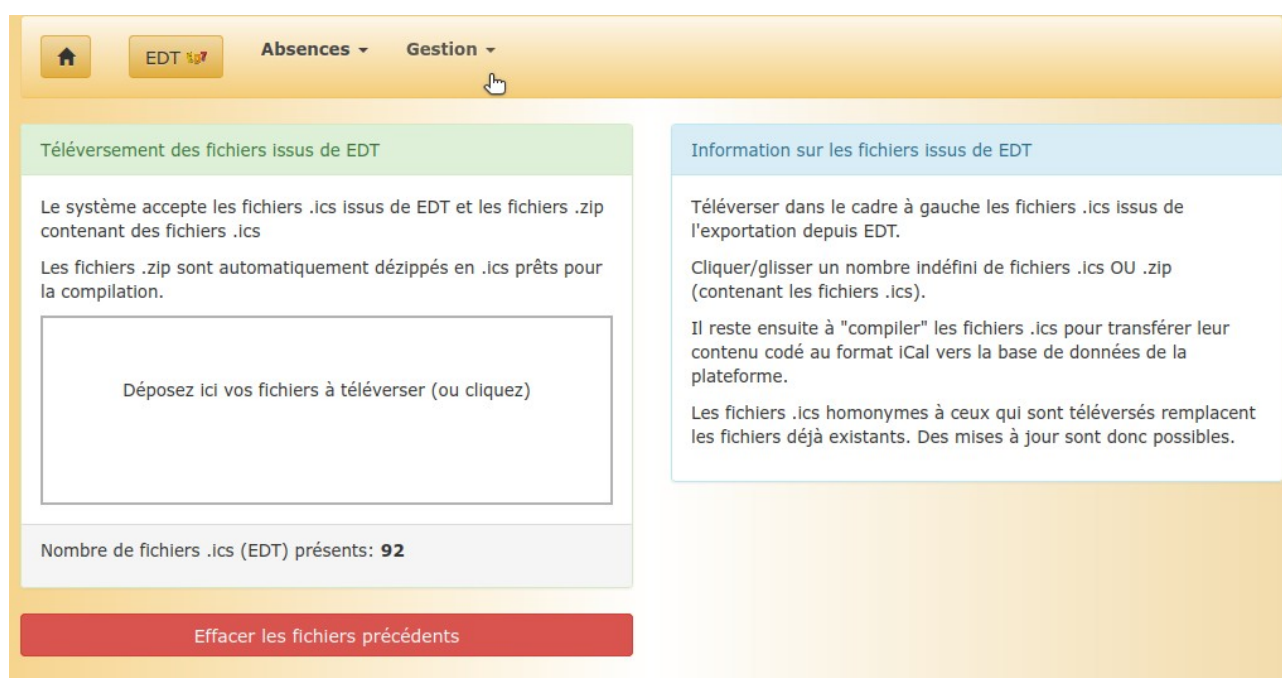 EDT
Absences
Gestion
Téléversement des fichiers issus de EDT
Le système accepte les fichiers .ics issus de EDT et les fichiers .zip
contenant des fichiers .ics
Les fichiers .zip sont automatiquement dézippés en .ics prêts pour
la compilation.
Déposez ici vos fichiers à téléverser (ou cliquez)
Nombre de fichiers .ics (EDT) présents: 92
Effacer les fichiers précédents
Information sur les fichiers issus de EDT
Téléverser dans le cadre à gauche les fichiers .ics issus de
l'exportation depuis EDT.
Cliquer/glisser un nombre indéfini de fichiers .ics OU .zip
(contenant les fichiers .ics).
Il reste ensuite à "compiler" les fichiers .ics pour transférer leur
contenu codé au format iCal vers la base de données de la
plateforme.
Les fichiers .ics homonymes à ceux qui sont téléversés remplacent
les fichiers déjà existants. Des mises à jour sont donc possibles.